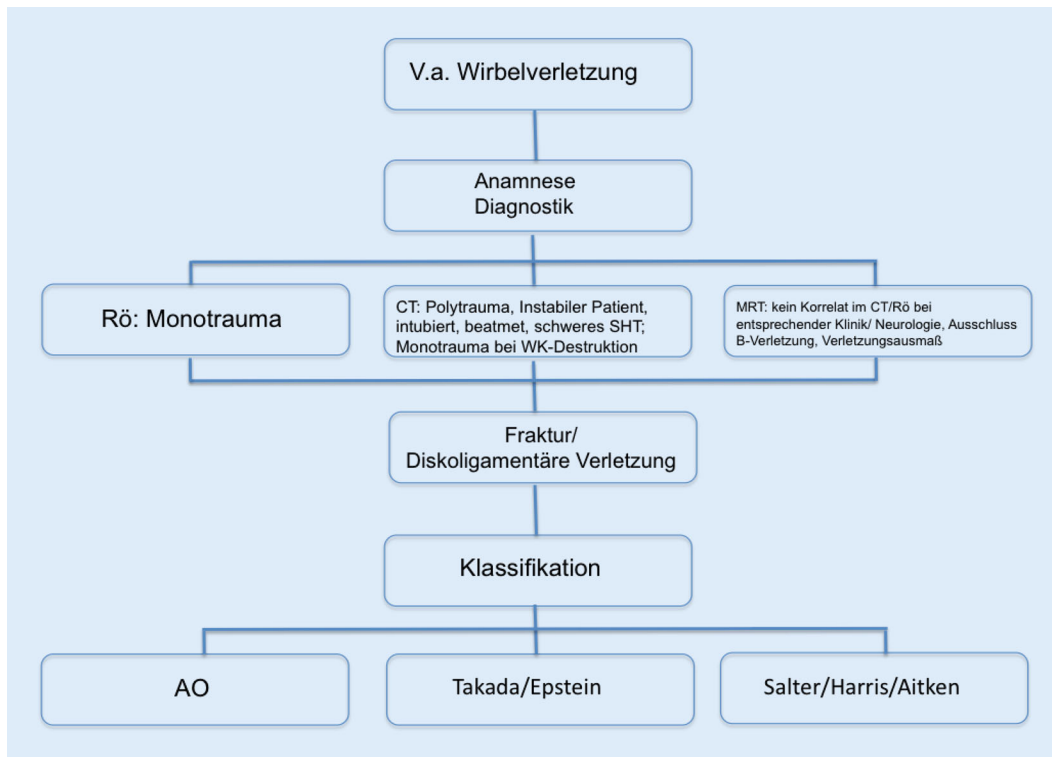 V.a. Wirbelverletzung
Anamnese
Diagnostik
Rö: Monotrauma
CT: Polytrauma, Instabiler Patient,
intubiert, beatmet, schweres SHT;
Monotrauma bei WK-Destruktion
MRT: kein Korrelat im CT/Rö bei
entsprechender Klinik/ Neurologie, Ausschluss
B-Verletzung, Verletzungsausmaß
Fraktur/
Diskoligamentäre Verletzung
Klassifikation
AO
Takada/Epstein
Salter/Harris/Aitken